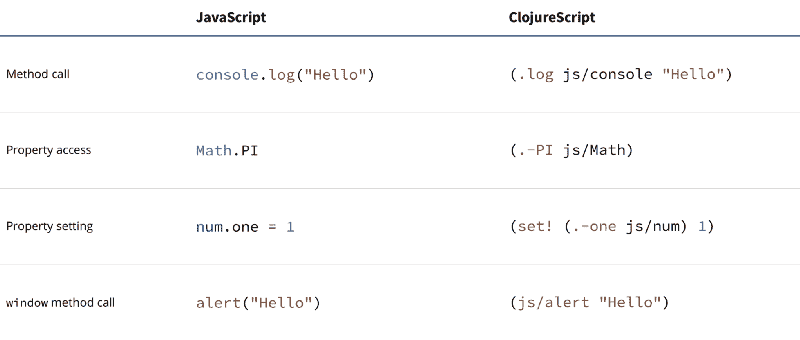 JavaScript ClojureScript
Method call console.log("Hello") (.log js/console "Hello")
Property access Math.PI (.-PI js/Math)
Property setting num.one = 1 (set! (.-one js/num) 1)
window method call alert("Hello") (js/alert "Hello")